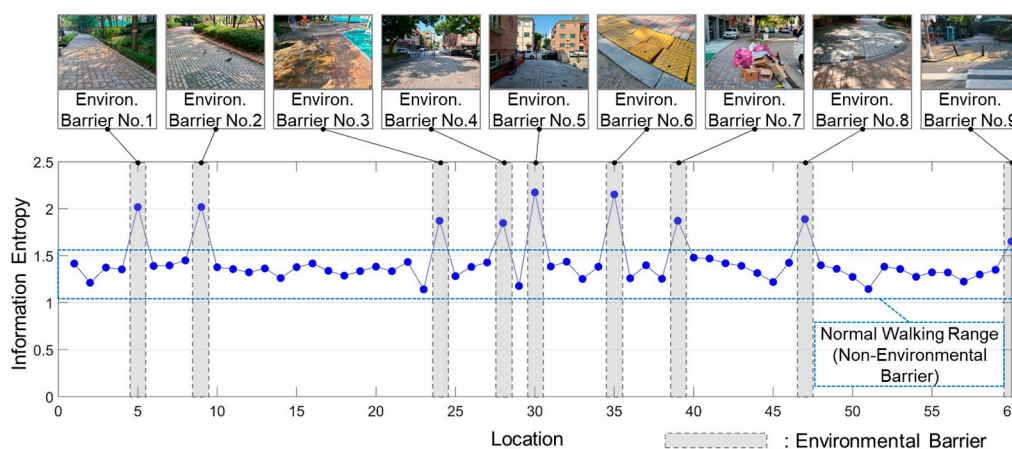 Environ.
Barrier No.1
Environ.
Barrier No.2
Environ.
Barrier No.3
Environ.
Barrier No.4
Environ.
Barrier No.5
Environ.
Barrier No.6
Environ.
Barrier No.7
Environ.
Barrier No.8
Environ.
Barrier No.9
2.5
2
1.5
1
0.5
0
Information Entropy
Normal Walking Range
(Non-Environmental
Barrier)
0 5 10 15 20 25 30 35 40 45 50 55
Location
: Environmental Barrier